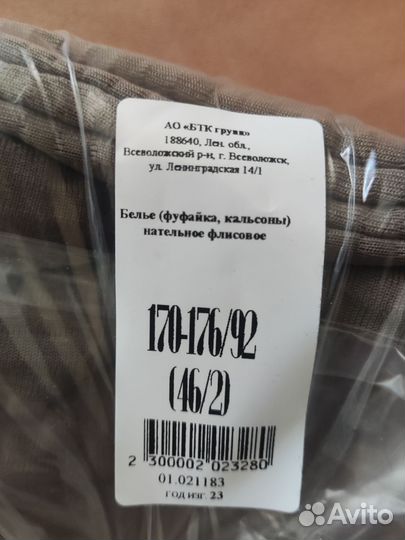 АО «БТК групп»
188640, Лен. обл.,
Всеволожский р-н, г. Всеволожск,
ул. Ленинградская 14/1
Белье (фуфайка, кальсоны)
нательное флисовое
170-176/92
(46/2)
2 300002 023280
01.021183
год изг. 23
Avito